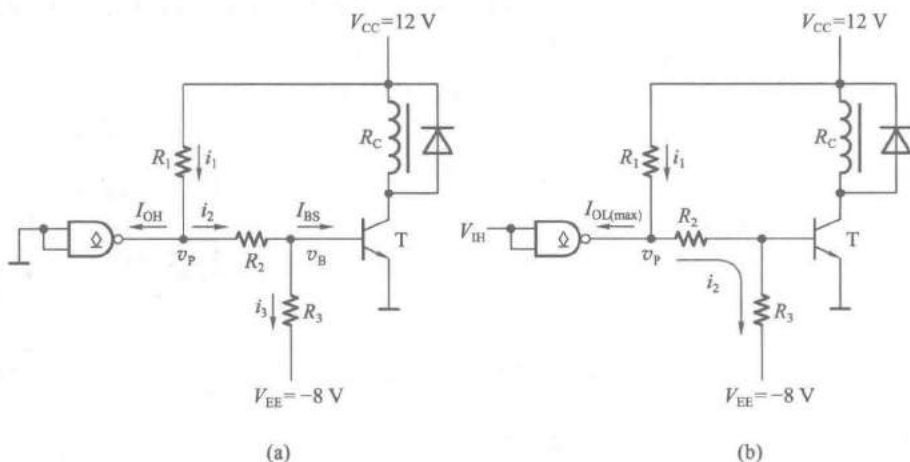 V_CC=12 V
V_CC=12 V
R_C
R_C
R_1
i_1
R_1
i_1
I_OH
i_2
I_BS
T
V_IH
I_OL(max)
R_2
T
v_P
R_2
v_B
v_P
i_2
i_3
R_3
R_3
V_EE=−8 V
V_EE=−8 V
(a)
(b)